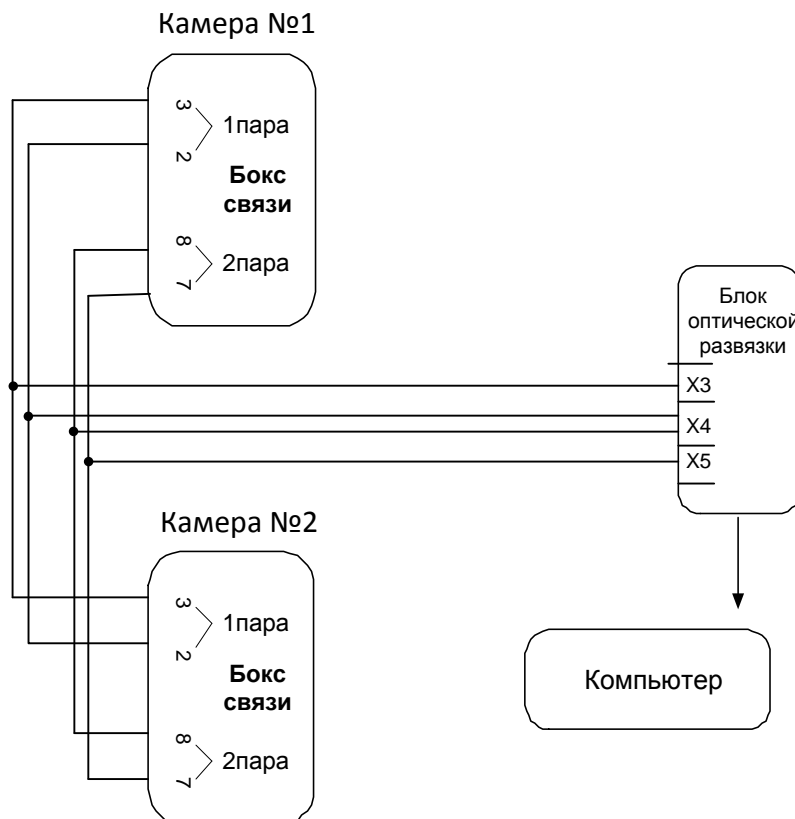 Камера №1
3
2
1пара
Бокс
связи
8
7
2пара
Блок
оптической
развязки
X3
X4
X5
Камера №2
3
2
1пара
Бокс
связи
8
7
2пара
Компьютер